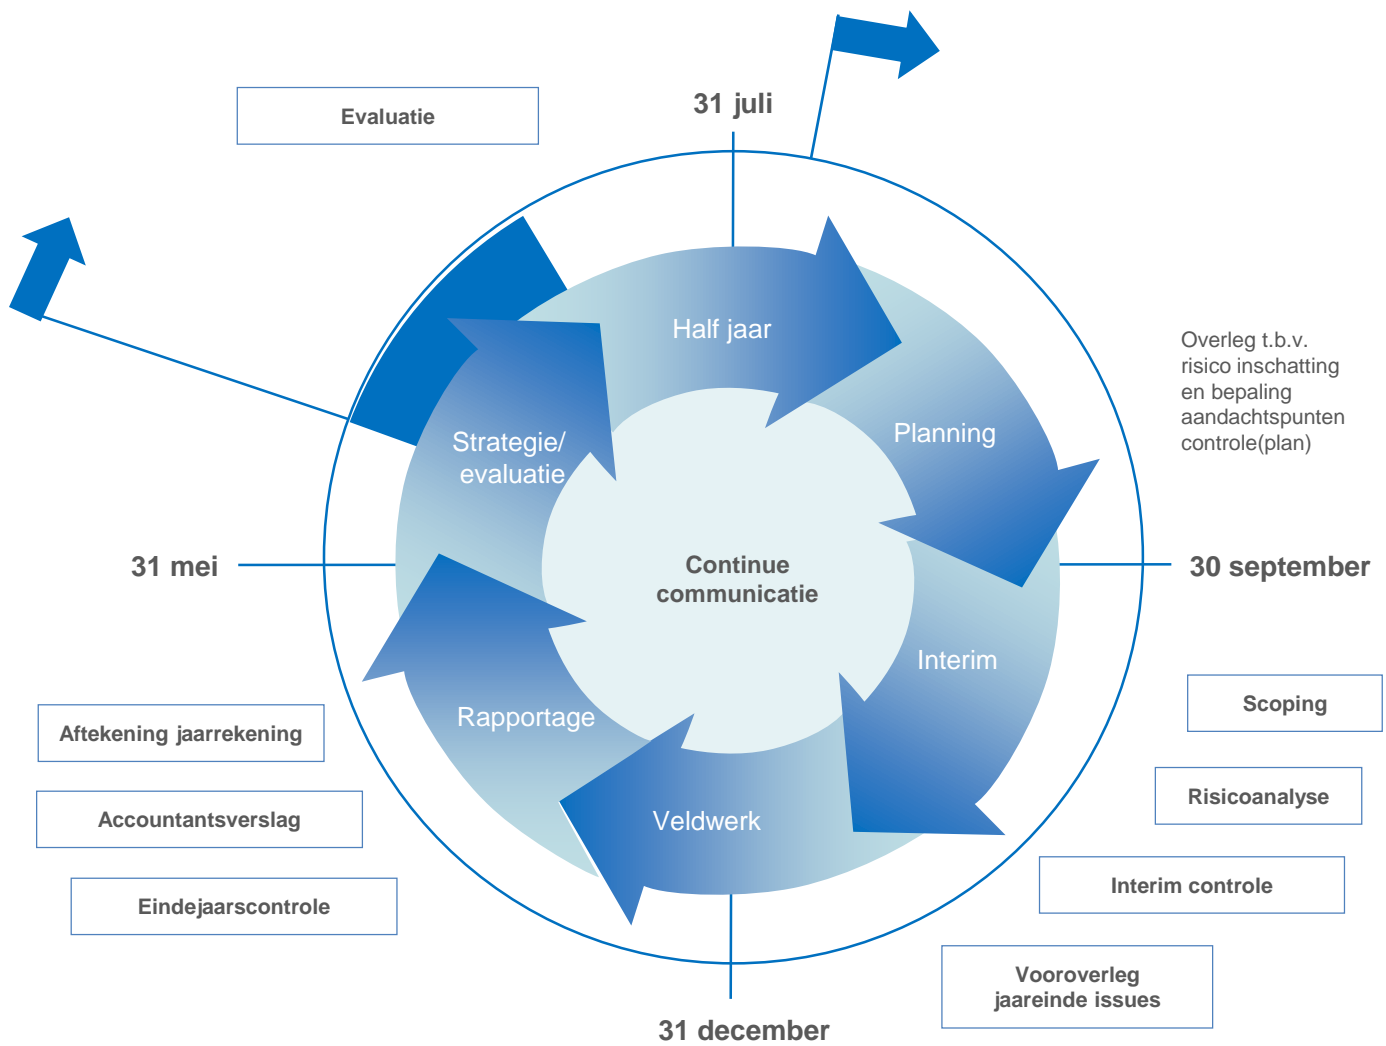 31 juli
Evaluatie
Half jaar
Overleg t.b.v.
risico inschatting
en bepaling
aandachtspunten
controle(plan)
Planning
Strategie/
evaluatie
31 mei
Continue
communicatie
30 september
Interim
Scoping
Rapportage
Aftekening jaarrekening
Risicoanalyse
Accountantsverslag
Veldwerk
Interim controle
Eindejaarscontrole
Vooroverleg
jaareinde issues
31 december